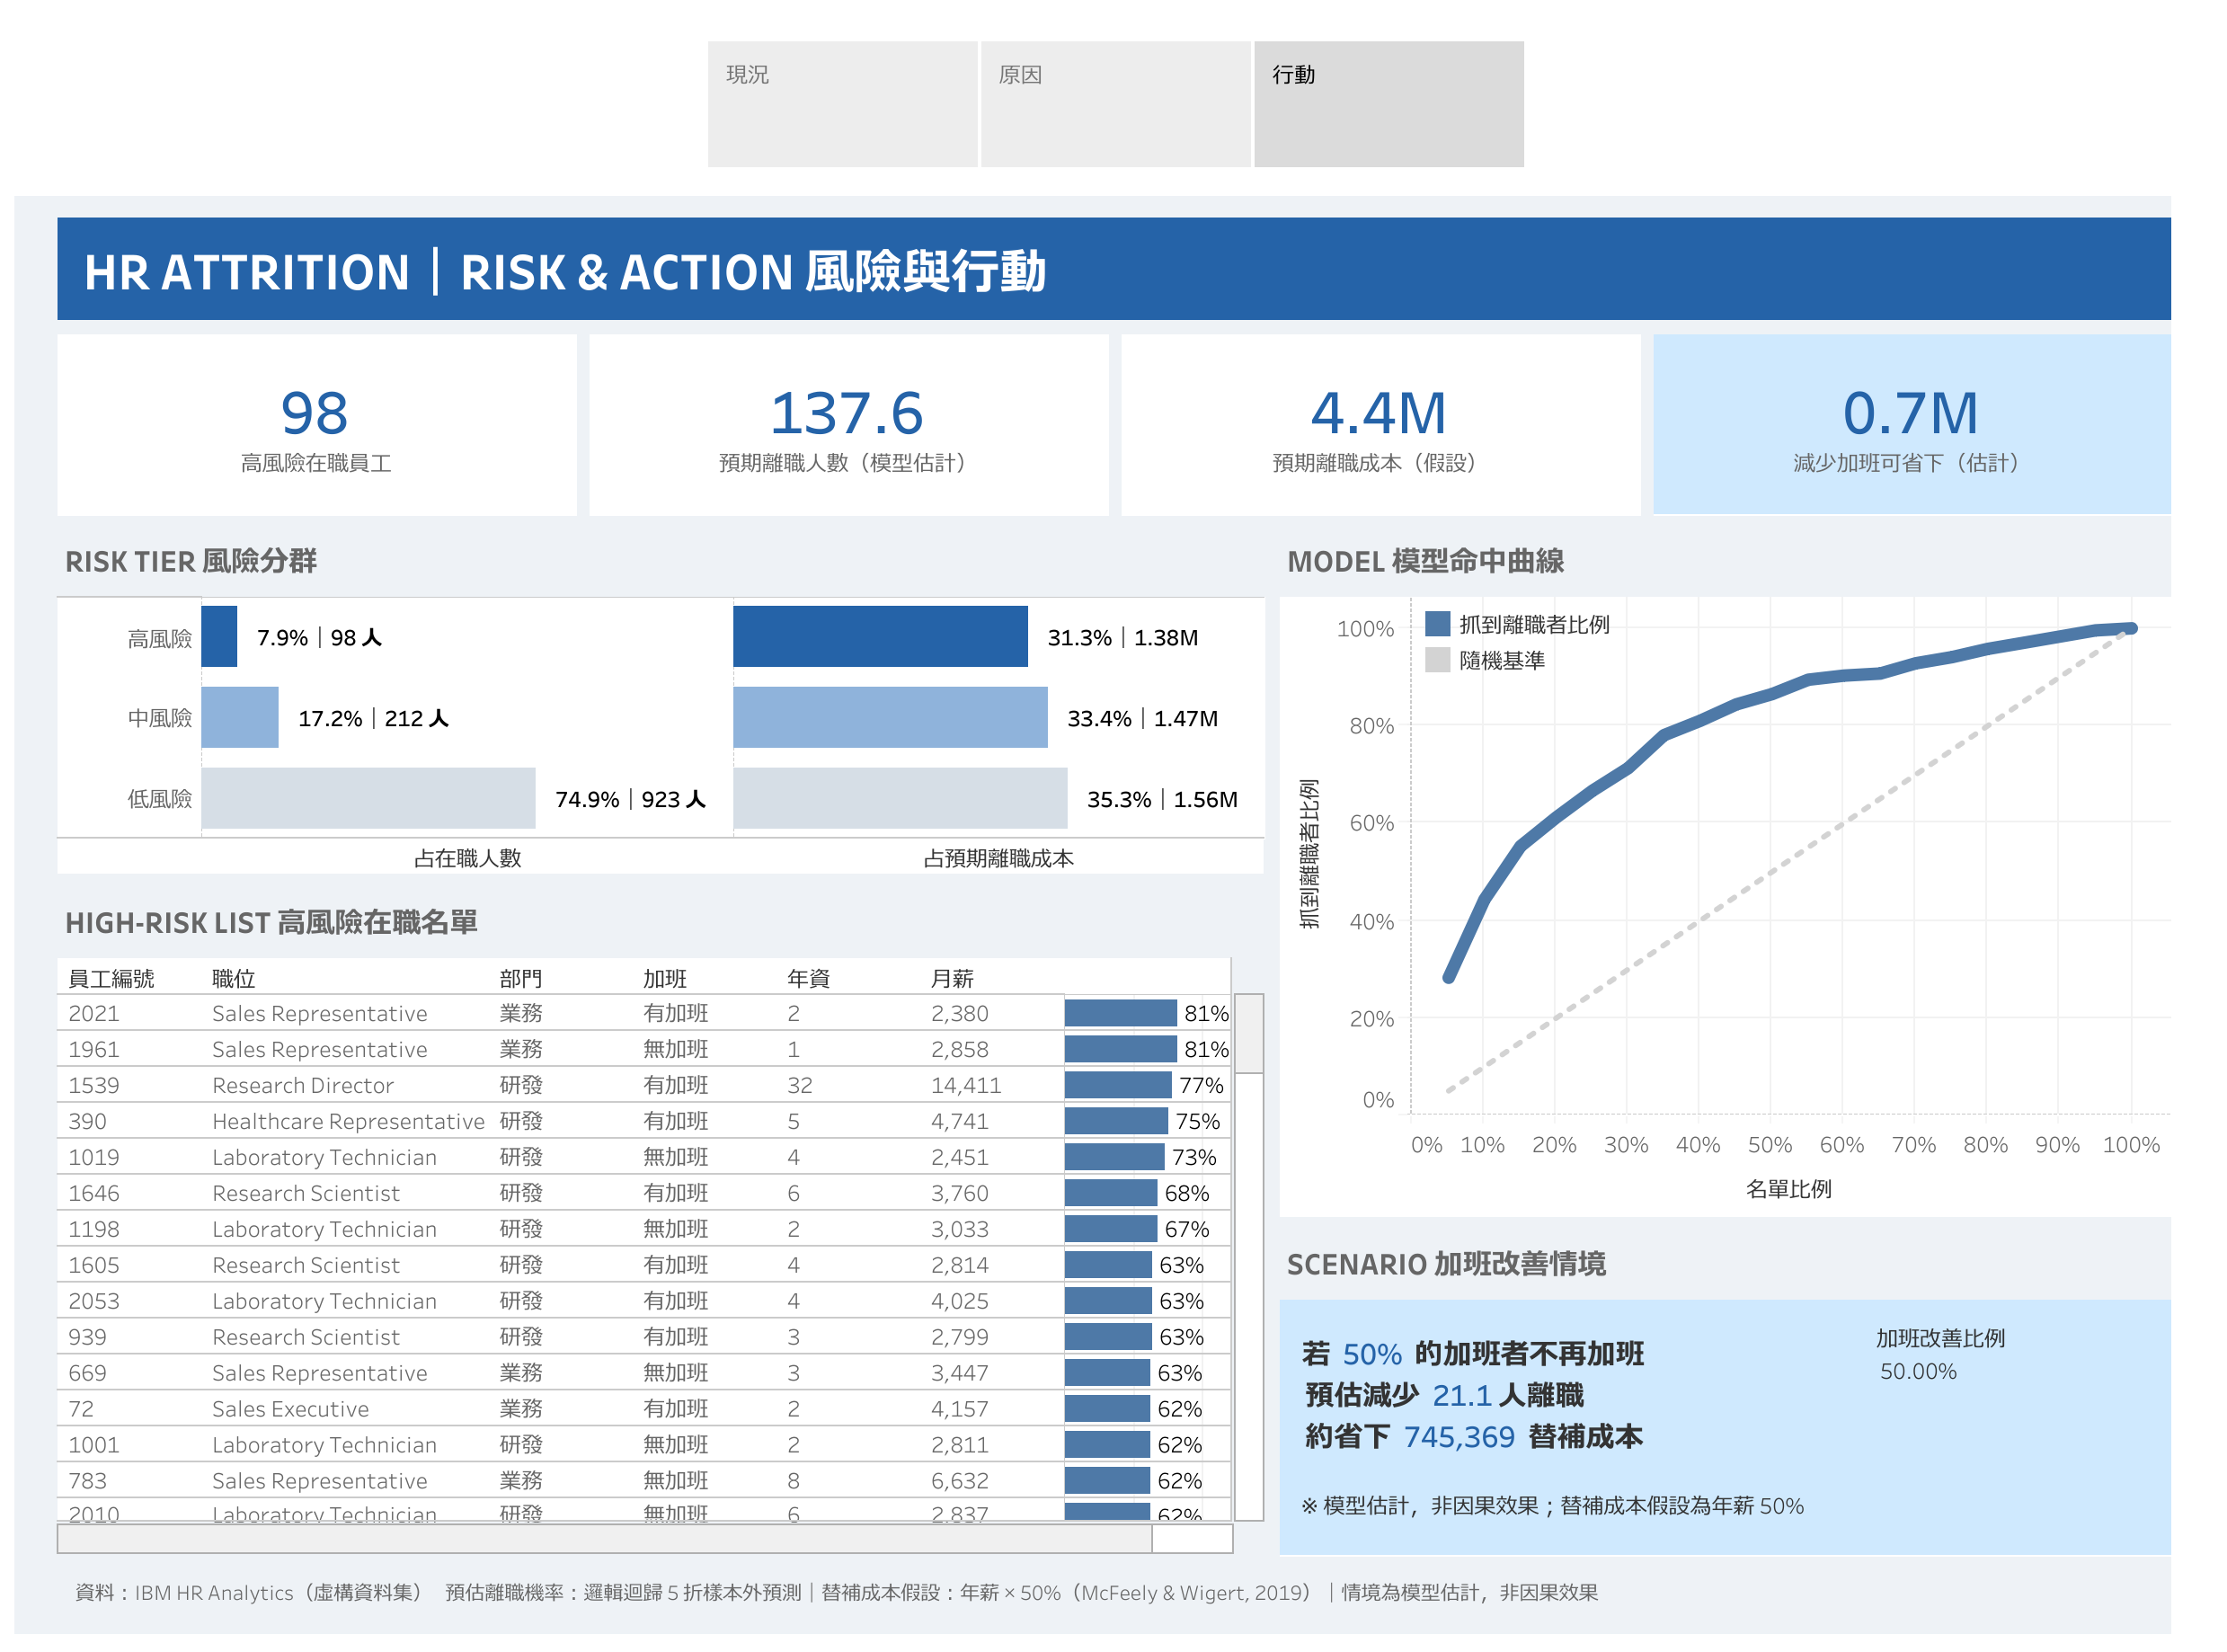 現況
原因
行動
HR ATTRITION｜RISK & ACTION 風險與行動
98
高風險在職員工
137.6
預期離職人數（模型估計）
4.4M
預期離職成本（假設）
0.7M
減少加班可省下（估計）
RISK TIER 風險分群
高風險 7.9%｜98 人 31.3%｜1.38M
中風險 17.2%｜212 人 33.4%｜1.47M
低風險 74.9%｜923 人 35.3%｜1.56M
占在職人數 占預期離職成本
HIGH-RISK LIST 高風險在職名單
員工編號 職位 部門 加班 年資 月薪
2021 Sales Representative 業務 有加班 2 2,380 81%
1961 Sales Representative 業務 無加班 1 2,858 81%
1539 Research Director 研發 有加班 32 14,411 77%
390 Healthcare Representative 研發 有加班 5 4,741 75%
1019 Laboratory Technician 研發 無加班 4 2,451 73%
1646 Research Scientist 研發 有加班 6 3,760 68%
1198 Laboratory Technician 研發 無加班 2 3,033 67%
1605 Research Scientist 研發 有加班 4 2,814 63%
2053 Laboratory Technician 研發 有加班 4 4,025 63%
939 Research Scientist 研發 有加班 3 2,799 63%
669 Sales Representative 業務 無加班 3 3,447 63%
72 Sales Executive 業務 有加班 2 4,157 62%
1001 Laboratory Technician 研發 無加班 2 2,811 62%
783 Sales Representative 業務 無加班 8 6,632 62%
2010 Laboratory Technician 研發 無加班 6 2,837 62%
MODEL 模型命中曲線
抓到離職者比例
隨機基準
抓到離職者比例
100%
80%
60%
40%
20%
0%
0% 10% 20% 30% 40% 50% 60% 70% 80% 90% 100%
名單比例
SCENARIO 加班改善情境
若 50% 的加班者不再加班
預估減少 21.1 人離職
約省下 745,369 替補成本
※ 模型估計，非因果效果；替補成本假設為年薪 50%
加班改善比例
50.00%
資料：IBM HR Analytics（虛構資料集） 預估離職機率：邏輯迴歸 5 折樣本外預測｜替補成本假設：年薪 × 50%（McFeely & Wigert, 2019）｜情境為模型估計，非因果效果